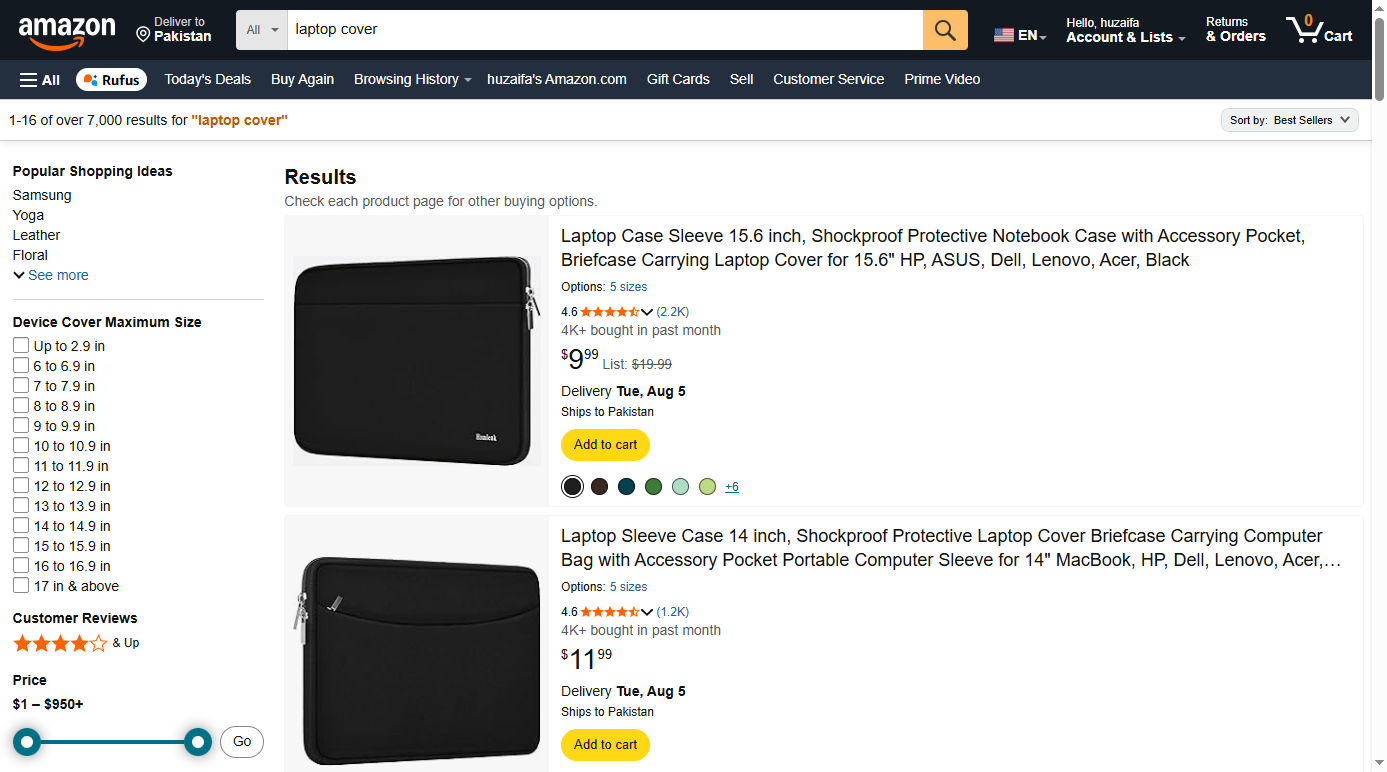 amazon
Deliver to
Pakistan
All
laptop cover
EN
Hello, huzaifa
Account & Lists
Returns
& Orders
0
Cart
All
Rufus
Today's Deals
Buy Again
Browsing History
huzaifa's Amazon.com
Gift Cards
Sell
Customer Service
Prime Video
1-16 of over 7,000 results for "laptop cover"
Sort by: Best Sellers
Popular Shopping Ideas
Samsung
Yoga
Leather
Floral
See more
Device Cover Maximum Size
Up to 2.9 in
6 to 6.9 in
7 to 7.9 in
8 to 8.9 in
9 to 9.9 in
10 to 10.9 in
11 to 11.9 in
12 to 12.9 in
13 to 13.9 in
14 to 14.9 in
15 to 15.9 in
16 to 16.9 in
17 in & above
Customer Reviews
& Up
Price
$1 – $950+
Go
Results
Check each product page for other buying options.
Laptop Case Sleeve 15.6 inch, Shockproof Protective Notebook Case with Accessory Pocket,
Briefcase Carrying Laptop Cover for 15.6" HP, ASUS, Dell, Lenovo, Acer, Black
Options: 5 sizes
4.6 (2.2K)
4K+ bought in past month
$9.99 List: $19.99
Delivery Tue, Aug 5
Ships to Pakistan
Add to cart
+6
Laptop Sleeve Case 14 inch, Shockproof Protective Laptop Cover Briefcase Carrying Computer
Bag with Accessory Pocket Portable Computer Sleeve for 14" MacBook, HP, Dell, Lenovo, Acer,…
Options: 5 sizes
4.6 (1.2K)
4K+ bought in past month
$11.99
Delivery Tue, Aug 5
Ships to Pakistan
Add to cart